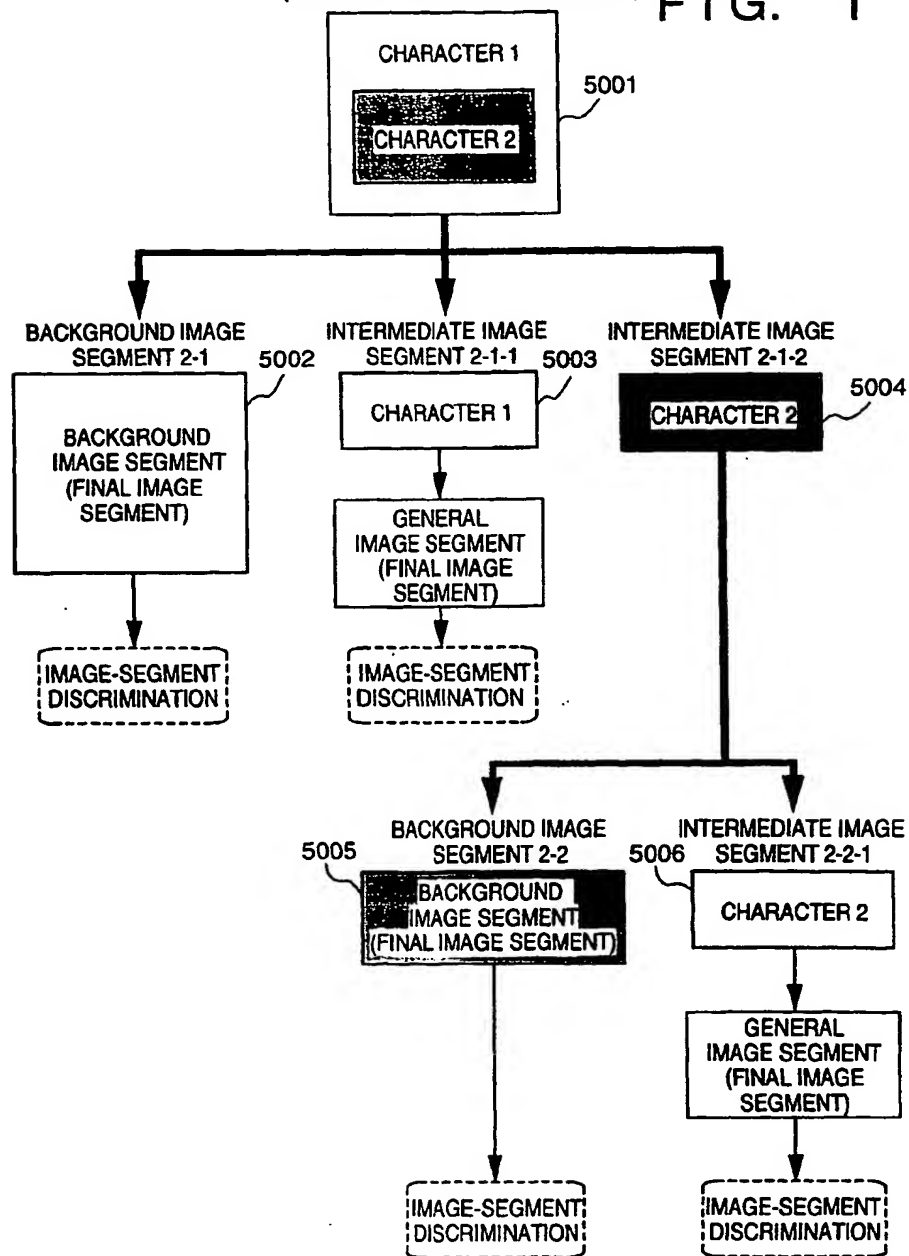 FIG. 1
CHARACTER 1
5001
CHARACTER 2
BACKGROUND IMAGE
SEGMENT 2-1
5002
BACKGROUND
IMAGE SEGMENT
(FINAL IMAGE
SEGMENT)
IMAGE-SEGMENT
DISCRIMINATION
INTERMEDIATE IMAGE
SEGMENT 2-1-1
5003
CHARACTER 1
GENERAL
IMAGE SEGMENT
(FINAL IMAGE
SEGMENT)
IMAGE-SEGMENT
DISCRIMINATION
INTERMEDIATE IMAGE
SEGMENT 2-1-2
5004
CHARACTER 2
BACKGROUND IMAGE
SEGMENT 2-2
5005
BACKGROUND
IMAGE SEGMENT
(FINAL IMAGE SEGMENT)
IMAGE-SEGMENT
DISCRIMINATION
INTERMEDIATE IMAGE
SEGMENT 2-2-1
5006
CHARACTER 2
GENERAL
IMAGE SEGMENT
(FINAL IMAGE
SEGMENT)
IMAGE-SEGMENT
DISCRIMINATION